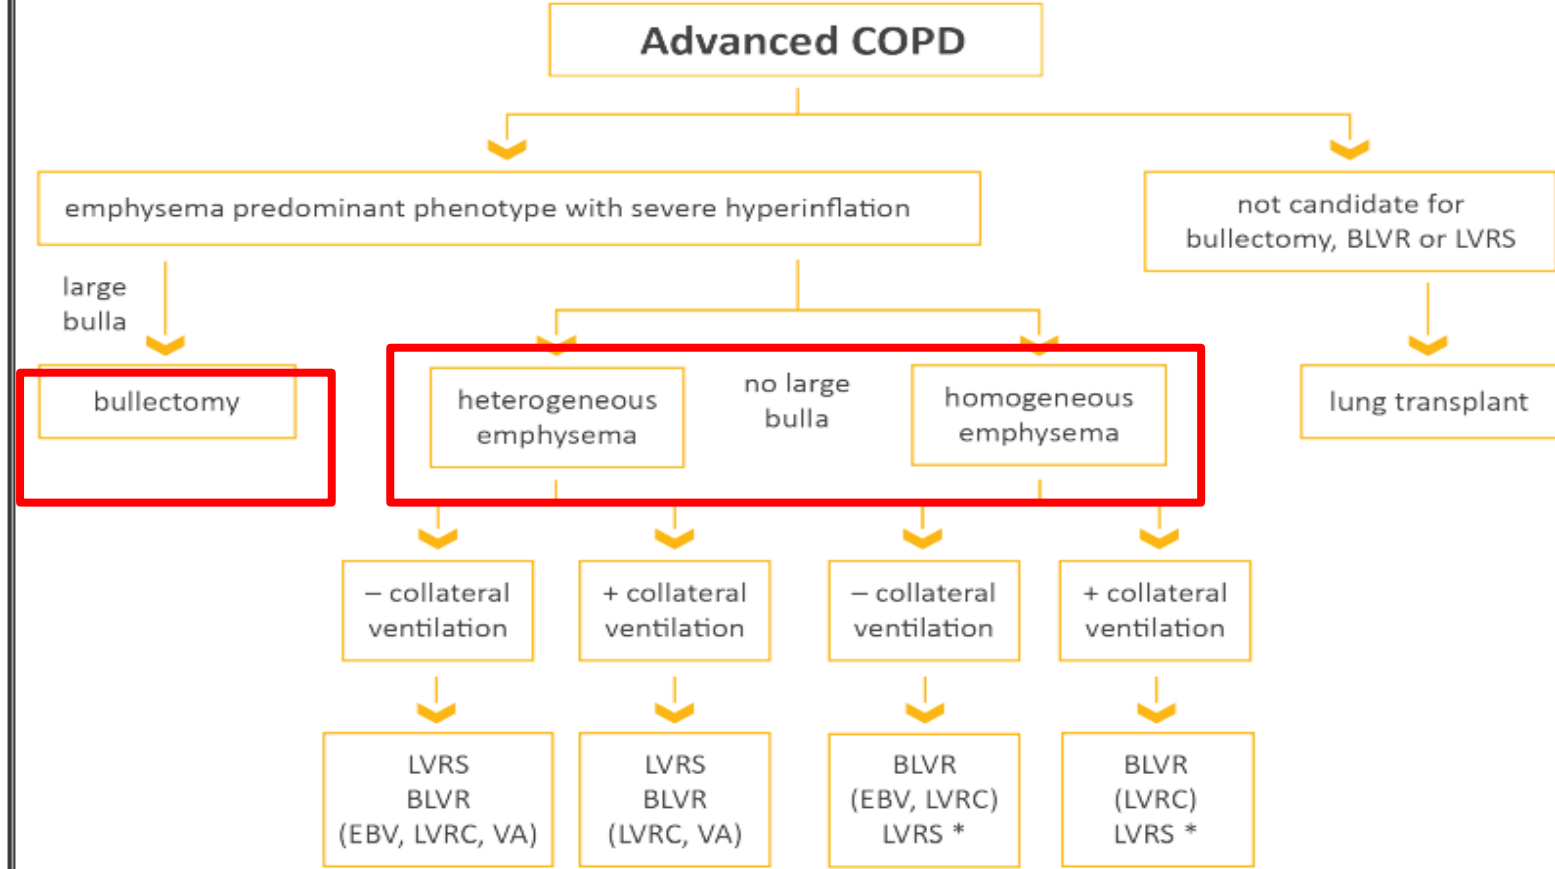 Advanced COPD
emphysema predominant phenotype with severe hyperinflation
not candidate for
bullectomy, BLVR or LVRS
large
bulla
bullectomy
heterogeneous
emphysema
no large
bulla
homogeneous
emphysema
lung transplant
– collateral
ventilation
+ collateral
ventilation
– collateral
ventilation
+ collateral
ventilation
LVRS
BLVR
(EBV, LVRC, VA)
LVRS
BLVR
(LVRC, VA)
BLVR
(EBV, LVRC)
LVRS *
BLVR
(LVRC)
LVRS *